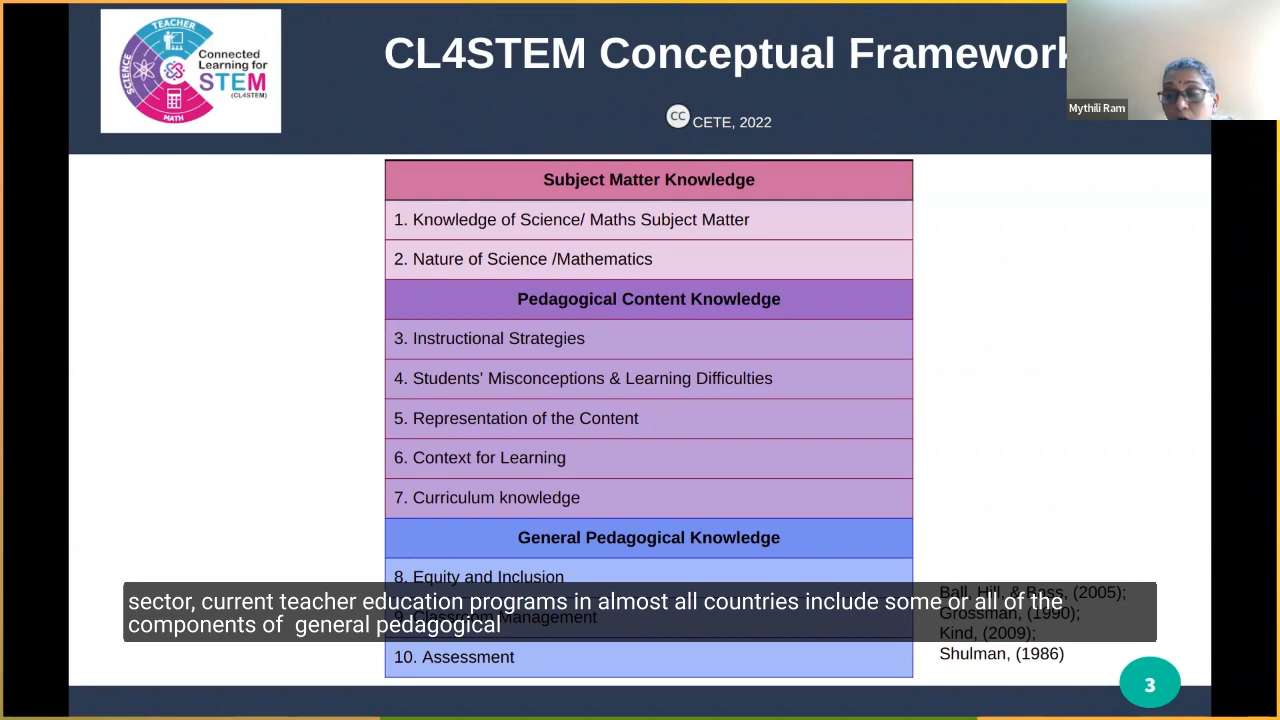 TEACHER
SCIENCE
MATH
Connected
Learning for
STEM
(CL4STEM)
CL4STEM Conceptual Framework
CC CETE, 2022
Mythili Ram
Subject Matter Knowledge
1. Knowledge of Science/ Maths Subject Matter
2. Nature of Science /Mathematics
Pedagogical Content Knowledge
3. Instructional Strategies
4. Students’ Misconceptions & Learning Difficulties
5. Representation of the Content
6. Context for Learning
7. Curriculum knowledge
General Pedagogical Knowledge
8. Equity and Inclusion
9. Classroom Management
10. Assessment
Ball, Hill, & Bass, (2005);
Grossman, (1990);
Kind, (2009);
Shulman, (1986)
sector, current teacher education programs in almost all countries include some or all of the
components of general pedagogical
3